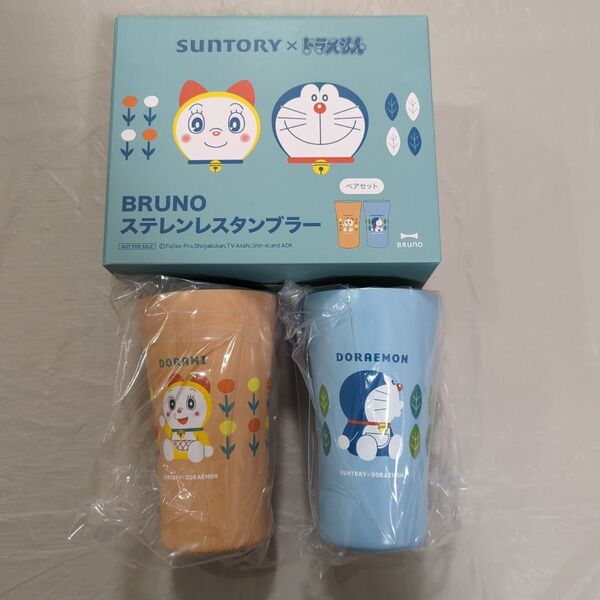 SUNTORY×ドラえもん
BRUNO
ステレンレスタンブラー
ペアセット
BRUNO
NOT FOR SALE ©Fujiko-Pro,Shogakukan,TV-Asahi,Shin-ei,and ADK
DORAMI
SUNTORY×DORAEMON
DORAEMON
SUNTORY×DORAEMON